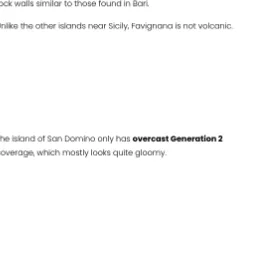 ock walls similar to those found in Bari.
nlike the other islands near Sicily, Favignana is not volcanic.
he island of San Domino only has overcast Generation 2
overage, which mostly looks quite gloomy.